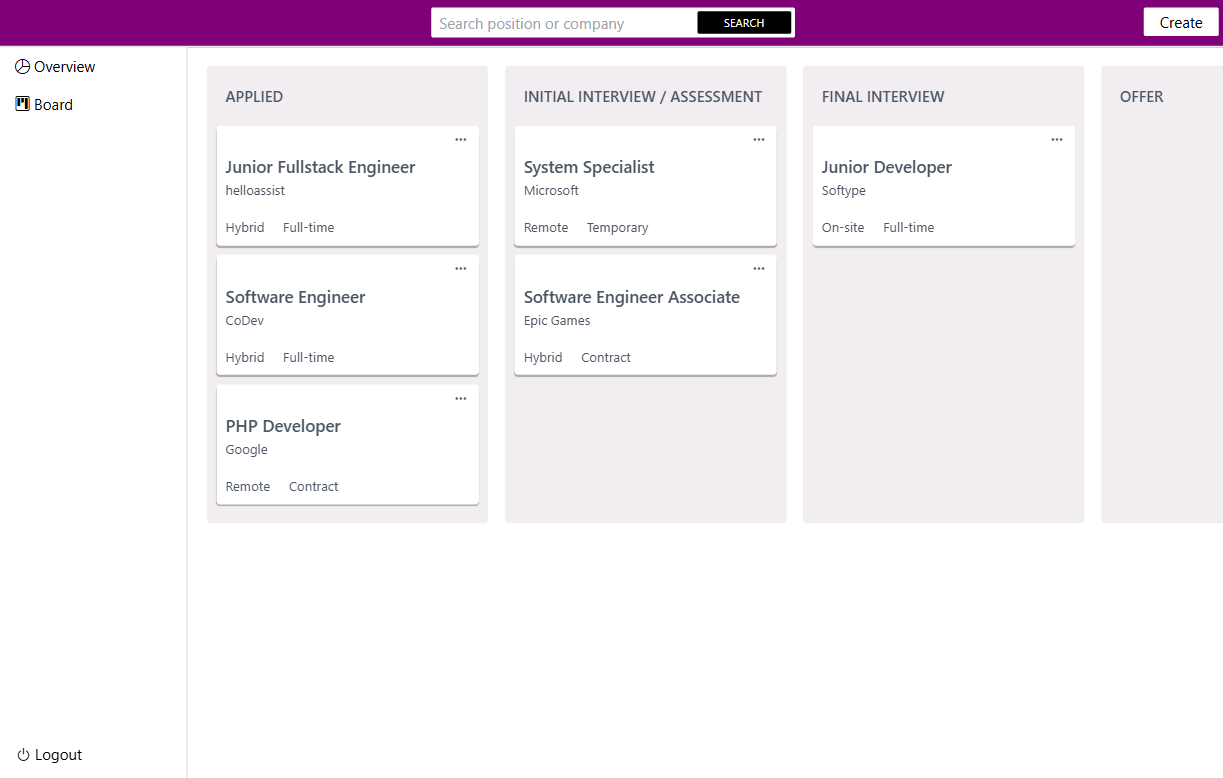 Search position or company
SEARCH
Create
Overview
Board
APPLIED
Junior Fullstack Engineer
helloassist
Hybrid Full-time
Software Engineer
CoDev
Hybrid Full-time
PHP Developer
Google
Remote Contract
INITIAL INTERVIEW / ASSESSMENT
System Specialist
Microsoft
Remote Temporary
Software Engineer Associate
Epic Games
Hybrid Contract
FINAL INTERVIEW
Junior Developer
Softype
On-site Full-time
OFFER
Logout